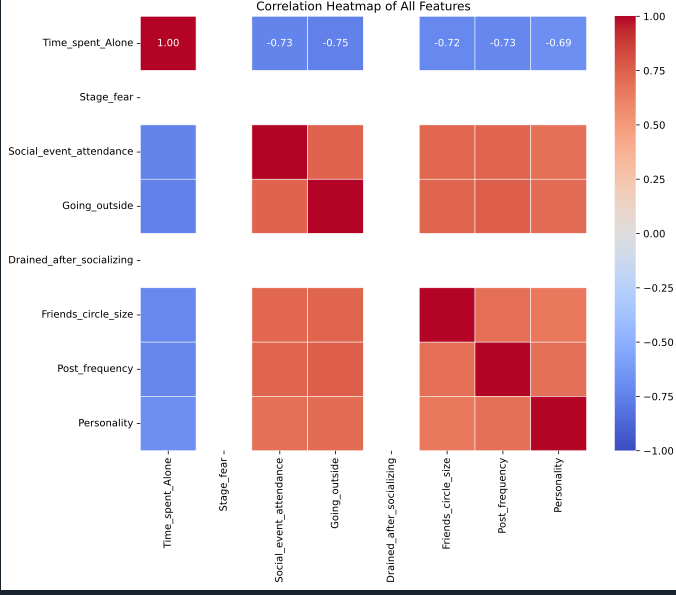 Correlation Heatmap of All Features
Time_spent_Alone
1.00 -0.73 -0.75 -0.72 -0.73 -0.69
Stage_fear
Social_event_attendance
Going_outside
Drained_after_socializing
Friends_circle_size
Post_frequency
Personality
Time_spent_Alone
Stage_fear
Social_event_attendance
Going_outside
Drained_after_socializing
Friends_circle_size
Post_frequency
Personality
1.00
0.75
0.50
0.25
0.00
−0.25
−0.50
−0.75
−1.00